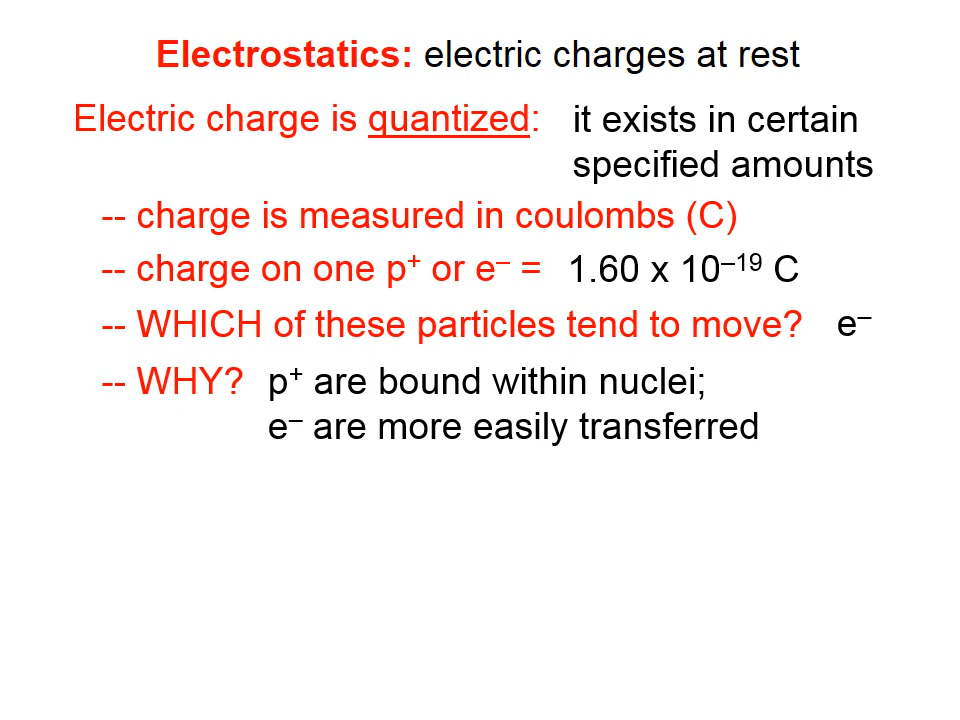 Electrostatics: electric charges at rest
Electric charge is quantized: it exists in certain
specified amounts
-- charge is measured in coulombs (C)
-- charge on one p⁺ or e⁻ = 1.60 x 10⁻¹⁹ C
-- WHICH of these particles tend to move? e⁻
-- WHY? p⁺ are bound within nuclei;
e⁻ are more easily transferred